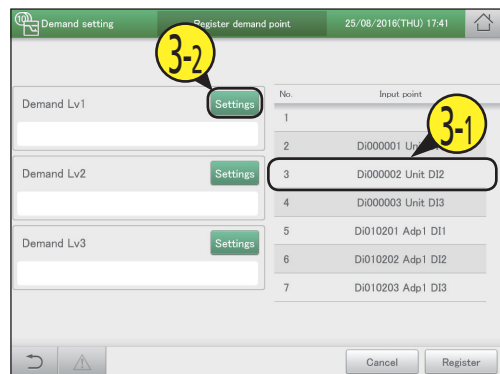 Demand setting
Register demand point.
25/08/2016(THU) 17:41
3-2
Demand Lv1
Settings
Demand Lv2
Settings
Demand Lv3
Settings
No.
Input point
1
3-1
2
Di000001
3
Di000002 Unit DI2
4
Di000003 Unit DI3
5
Di010201 Adp1 DI1
6
Di010202 Adp1 DI2
7
Di010203 Adp1 DI3
Cancel
Register